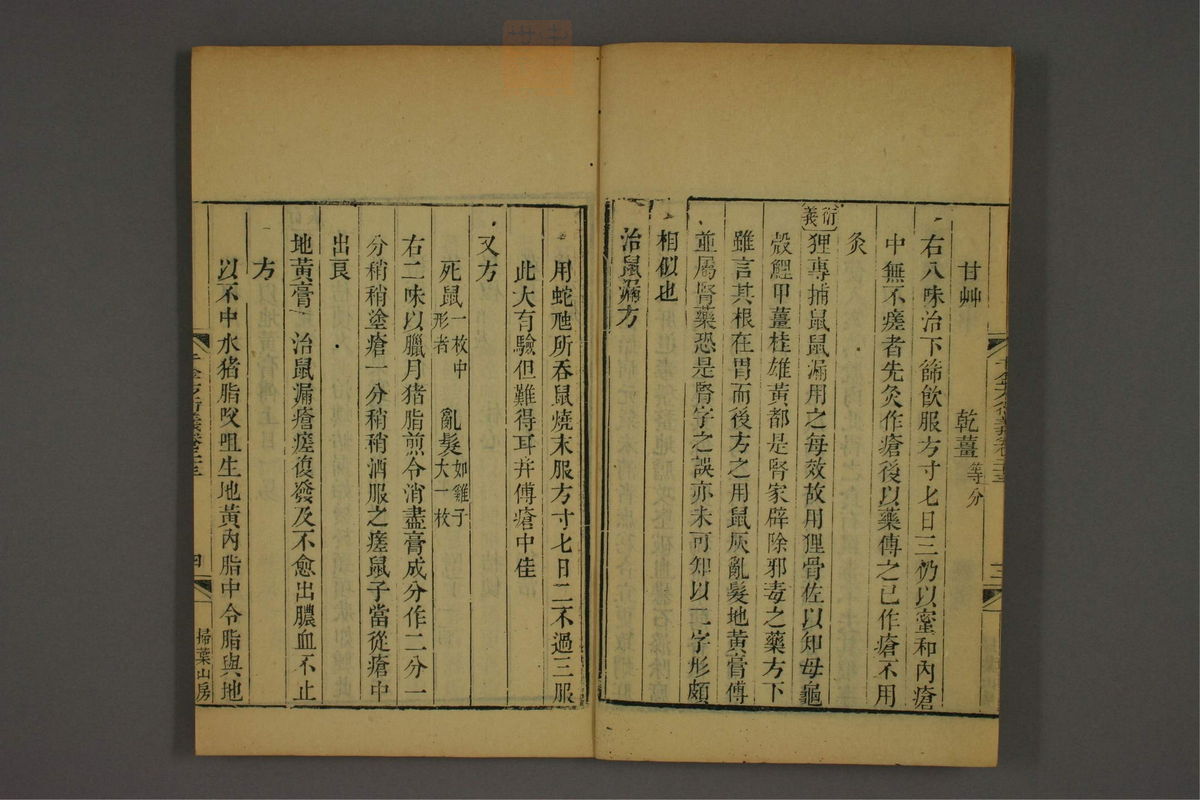 甘艸 乾薑等分
右八味治下篩飲服方寸匕日三仍以蜜和內瘡
中無不瘥者先灸作瘡後以藥傅之已作瘡不用
灸
衍義 狸專捕鼠鼠漏用之每效故用狸骨佐以知母龜
殼鯉甲薑桂雄黃都是腎家辟除邪毒之藥方下
雖言其根在胃而後方之用鼠灰亂髮地黃膏傅
並屬腎藥恐是腎字之誤亦未可知以二字形頗
相似也
治鼠漏方
用蛇虺所吞鼠燒末服方寸匕日二不過三服
此大有驗但難得耳并傅瘡中佳
又方
死鼠一枚中形者 亂髮如雞子大一枚
右二味以臘月猪脂煎令消盡膏成分作二分一
分稍稍塗瘡一分稍稍酒服之瘥鼠子當從瘡中
出良
地黃膏 治鼠漏瘡瘥復發及不愈出膿血不止
方
以不中水猪脂㕮咀生地黃內脂中令脂與地
四
掃葉山房